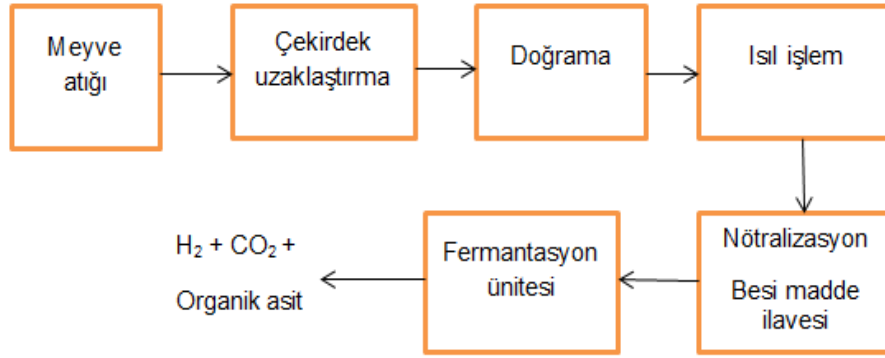 Meyve
atığı
Çekirdek
uzaklaştırma
Doğrama
Isıl işlem
Nötralizasyon
Besi madde
ilavesi
Fermantasyon
ünitesi
H₂ + CO₂ +
Organik asit